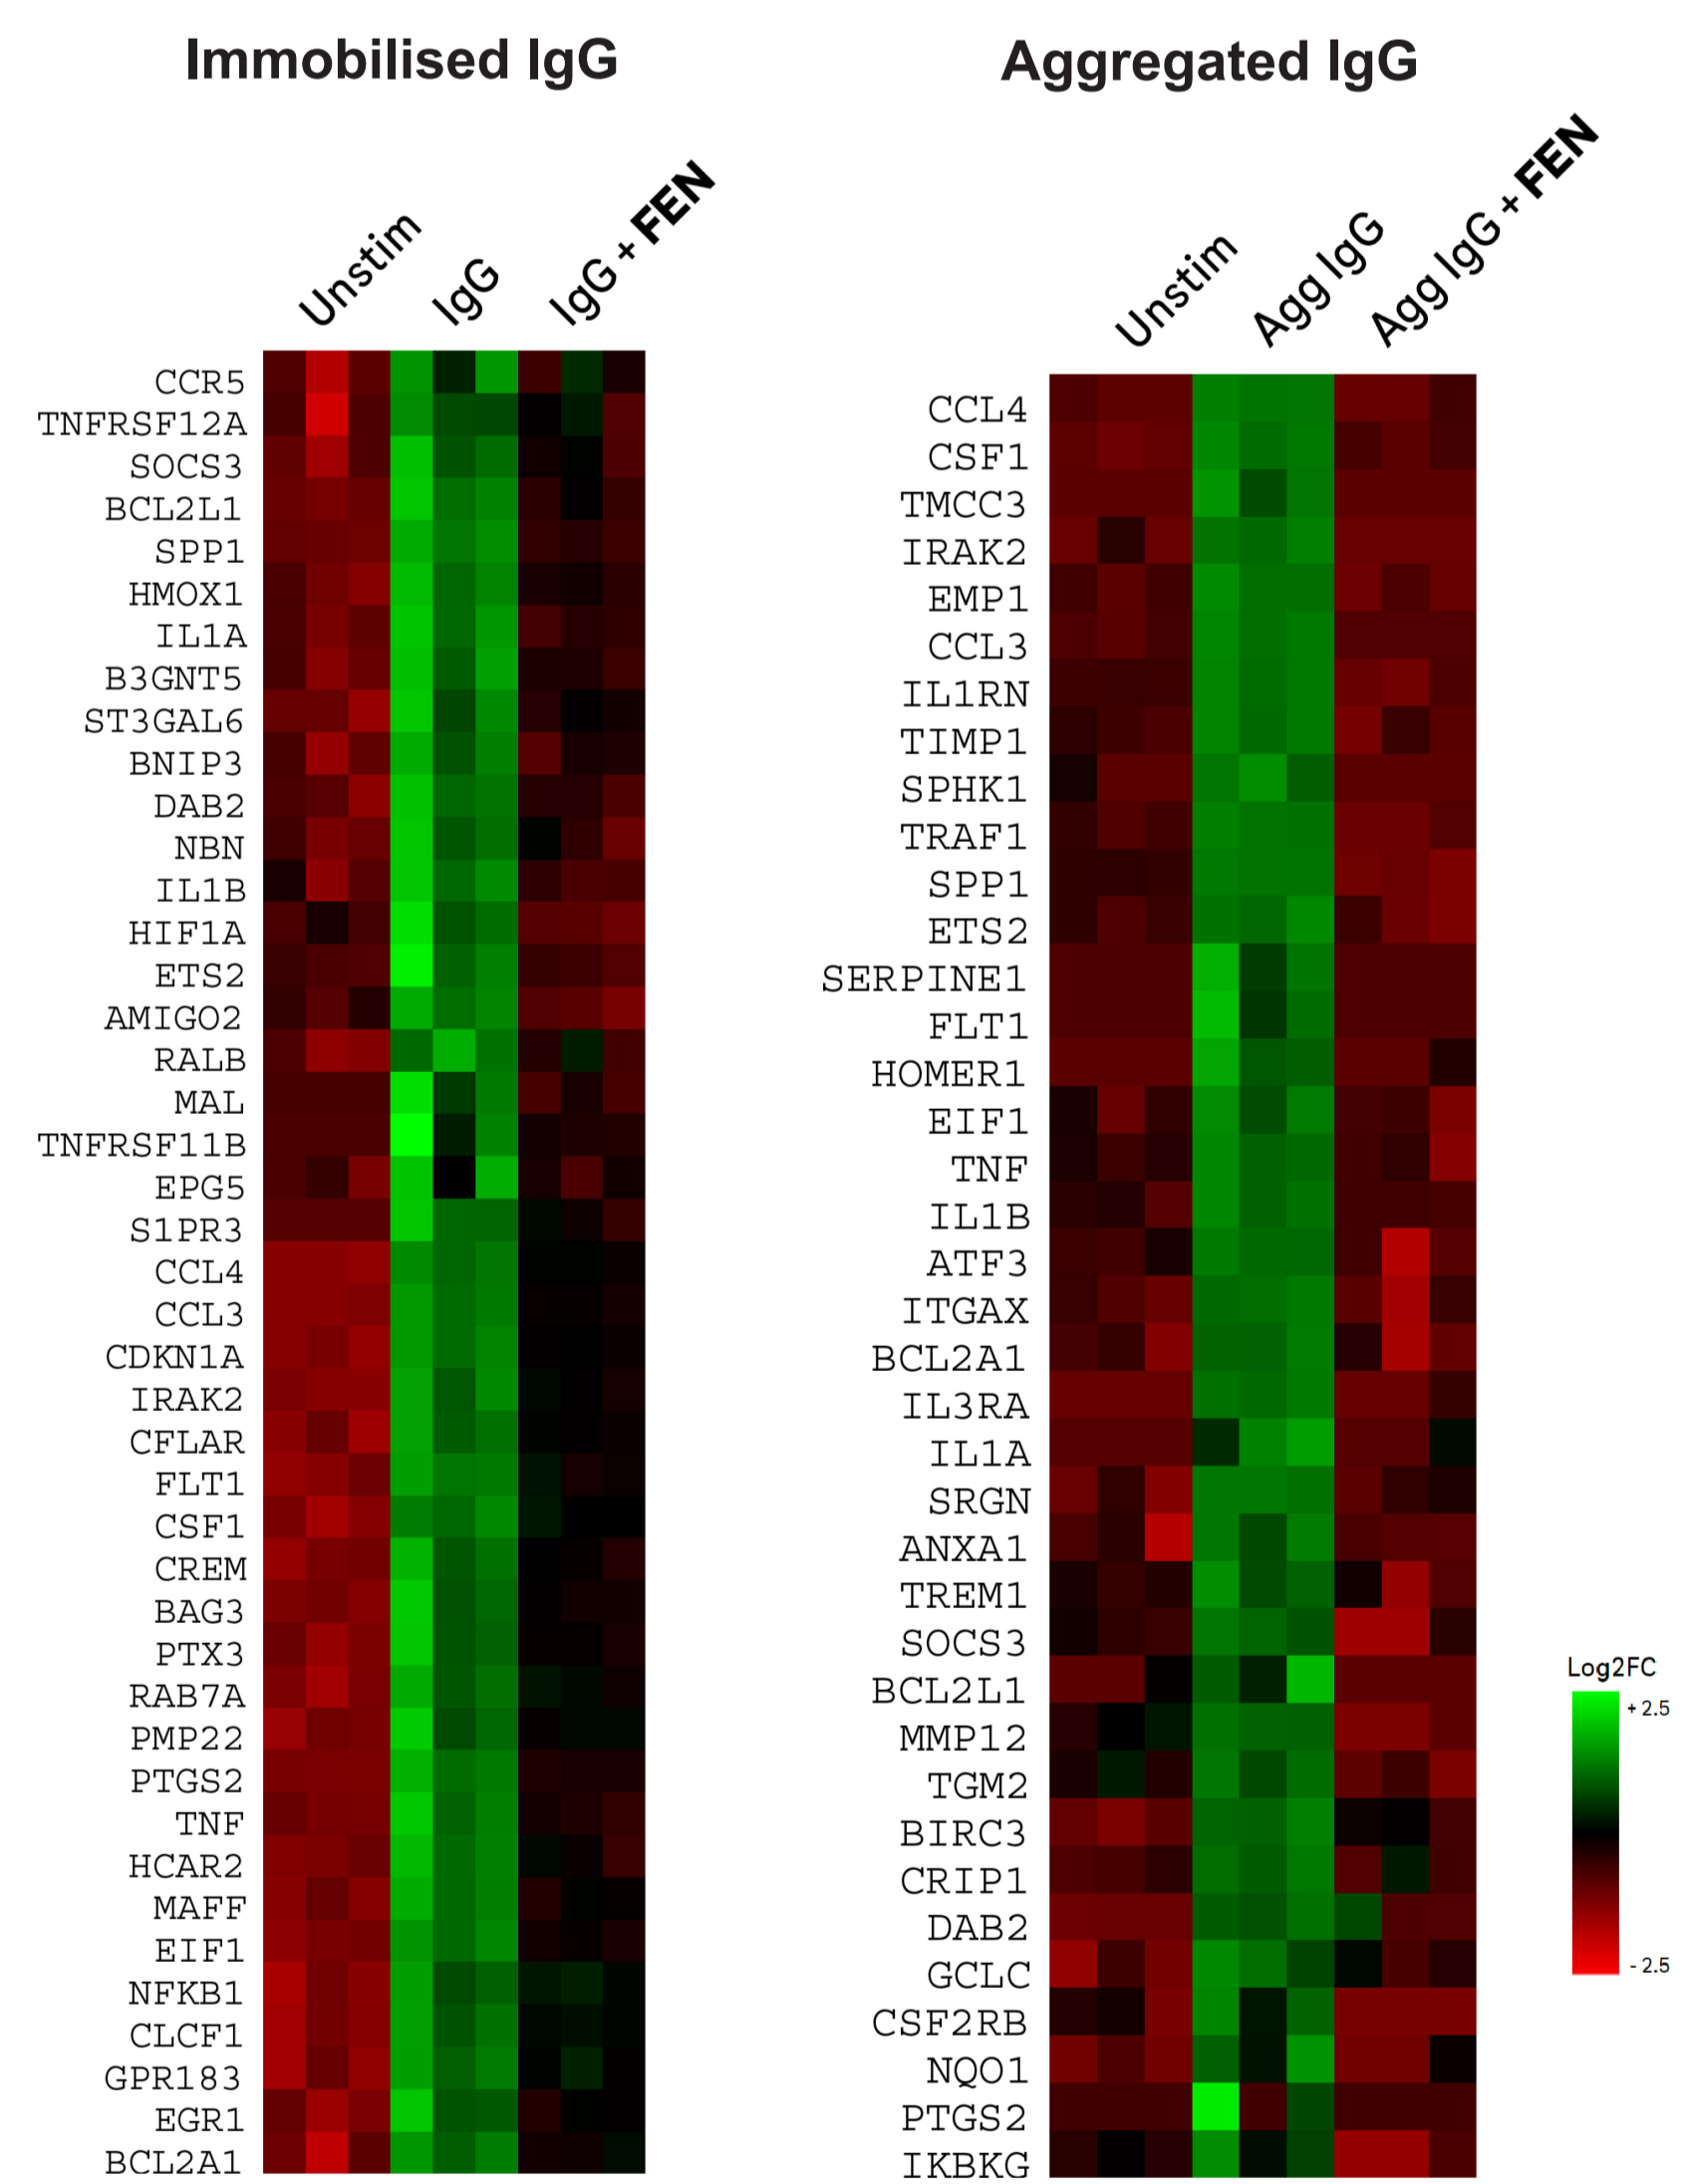 Immobilised IgG
Unstim
IgG
IgG + FEN
CCR5
TNFRSF12A
SOCS3
BCL2L1
SPP1
HMOX1
IL1A
B3GNT5
ST3GAL6
BNIP3
DAB2
NBN
IL1B
HIF1A
ETS2
AMIGO2
RALB
MAL
TNFRSF11B
EPG5
S1PR3
CCL4
CCL3
CDKN1A
IRAK2
CFLAR
FLT1
CSF1
CREM
BAG3
PTX3
RAB7A
PMP22
PTGS2
TNF
HCAR2
MAFF
EIF1
NFKB1
CLCF1
GPR183
EGR1
BCL2A1
Aggregated IgG
Unstim
Agg IgG
Agg IgG + FEN
CCL4
CSF1
TMCC3
IRAK2
EMP1
CCL3
IL1RN
TIMP1
SPHK1
TRAF1
SPP1
ETS2
SERPINE1
FLT1
HOMER1
EIF1
TNF
IL1B
ATF3
ITGAX
BCL2A1
IL3RA
IL1A
SRGN
ANXA1
TREM1
SOCS3
BCL2L1
MMP12
TGM2
BIRC3
CRIP1
DAB2
GCLC
CSF2RB
NQO1
PTGS2
IKBKG
Log2FC
+ 2.5
- 2.5